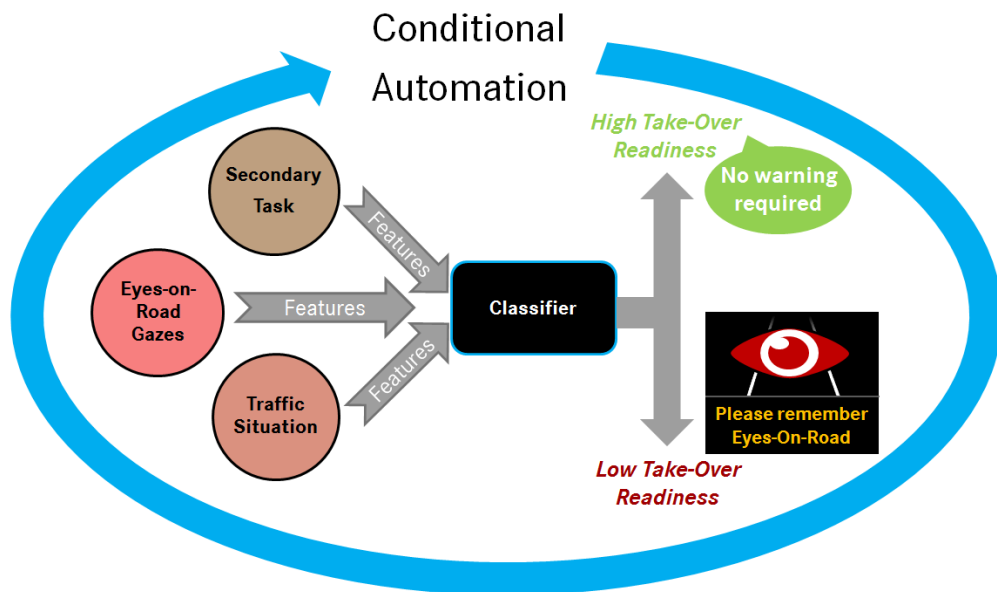 Conditional
Automation
Secondary
Task
Eyes-on-
Road
Gazes
Traffic
Situation
Features
Features
Features
Classifier
High Take-Over
Readiness
No warning
required
Please remember
Eyes-On-Road
Low Take-Over
Readiness